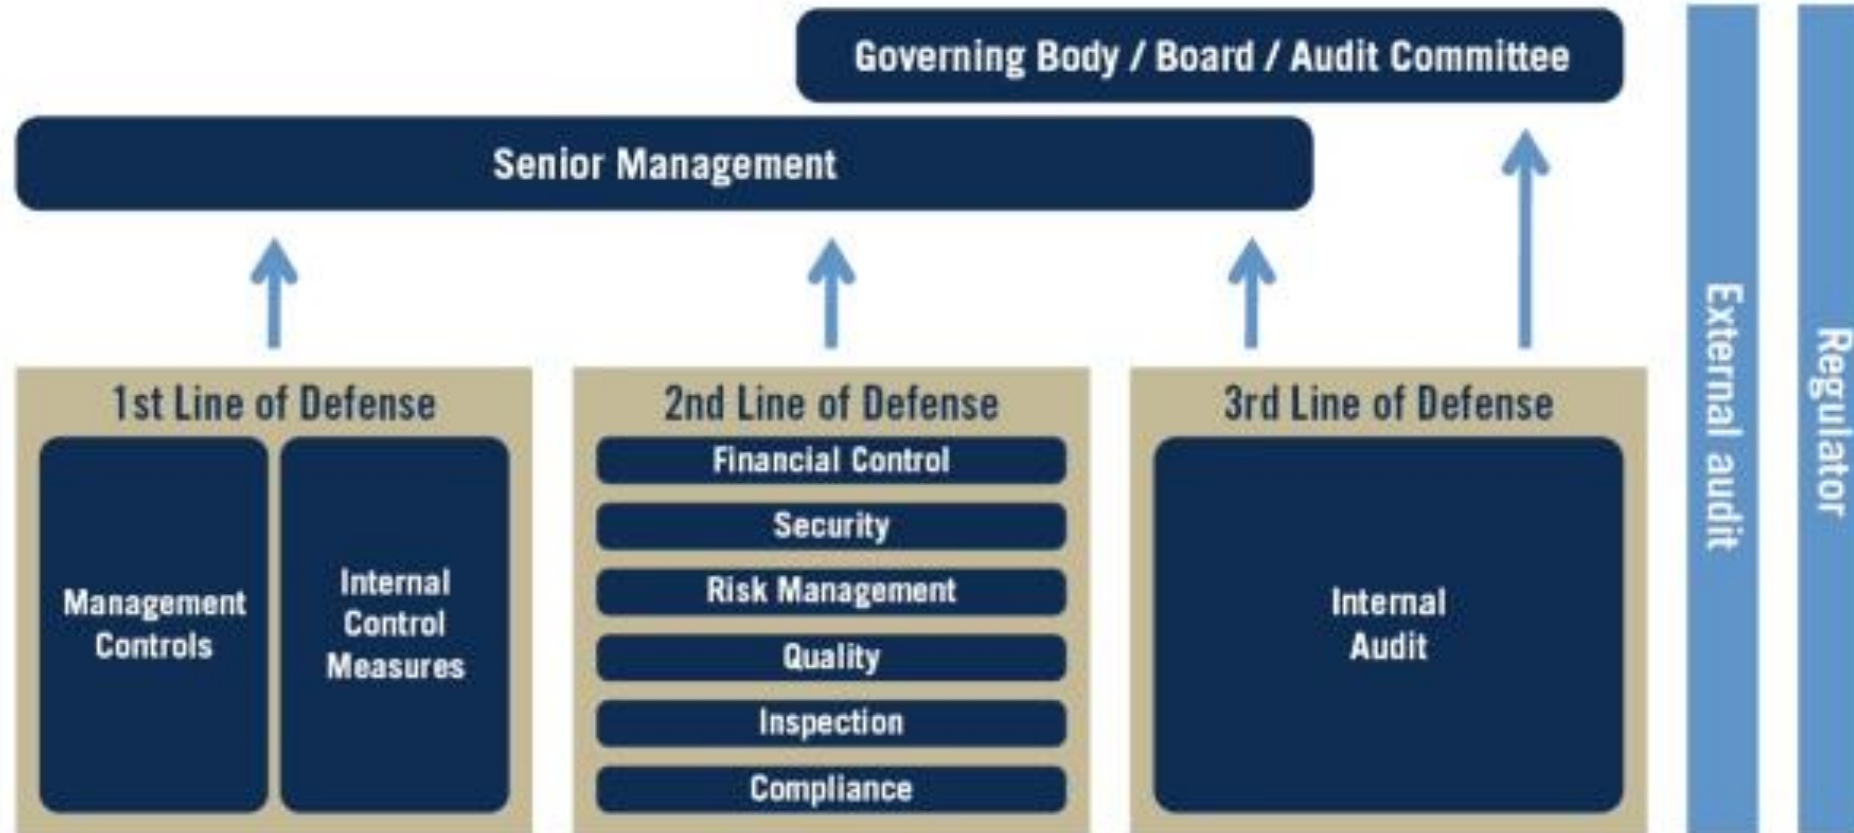 Governing Body / Board / Audit Committee
Senior Management
1st Line of Defense
Management
Controls
Internal
Control
Measures
2nd Line of Defense
Financial Control
Security
Risk Management
Quality
Inspection
Compliance
3rd Line of Defense
Internal
Audit
External audit
Regulator